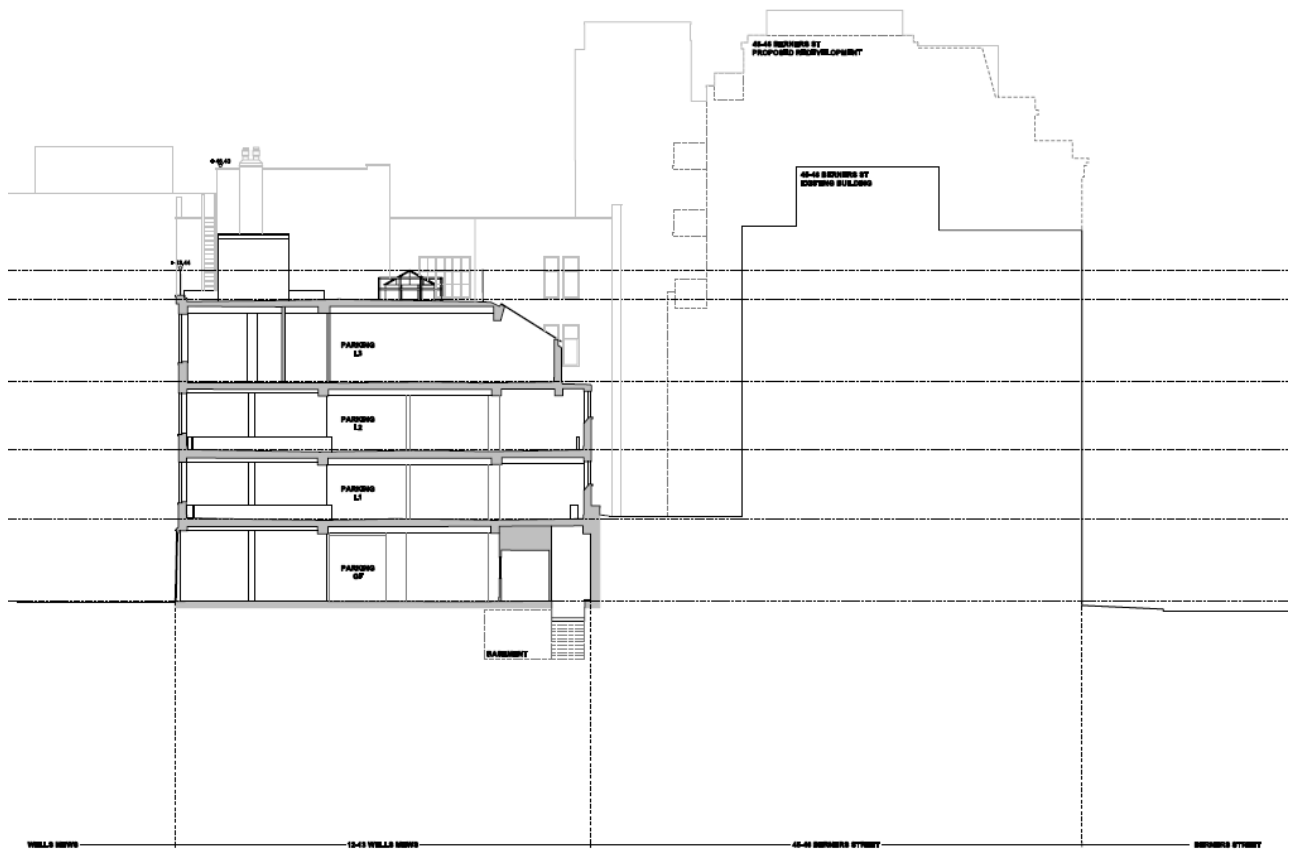 45-46 BERNERS ST
PROPOSED REDEVELOPMENT
45-46 BERNERS ST
EXISTING BUILDING
PARKING
L3
PARKING
L2
PARKING
L1
PARKING
GF
BASEMENT
WELLS MEWS
12-13 WELLS MEWS
45-46 BERNERS STREET
BERNERS STREET